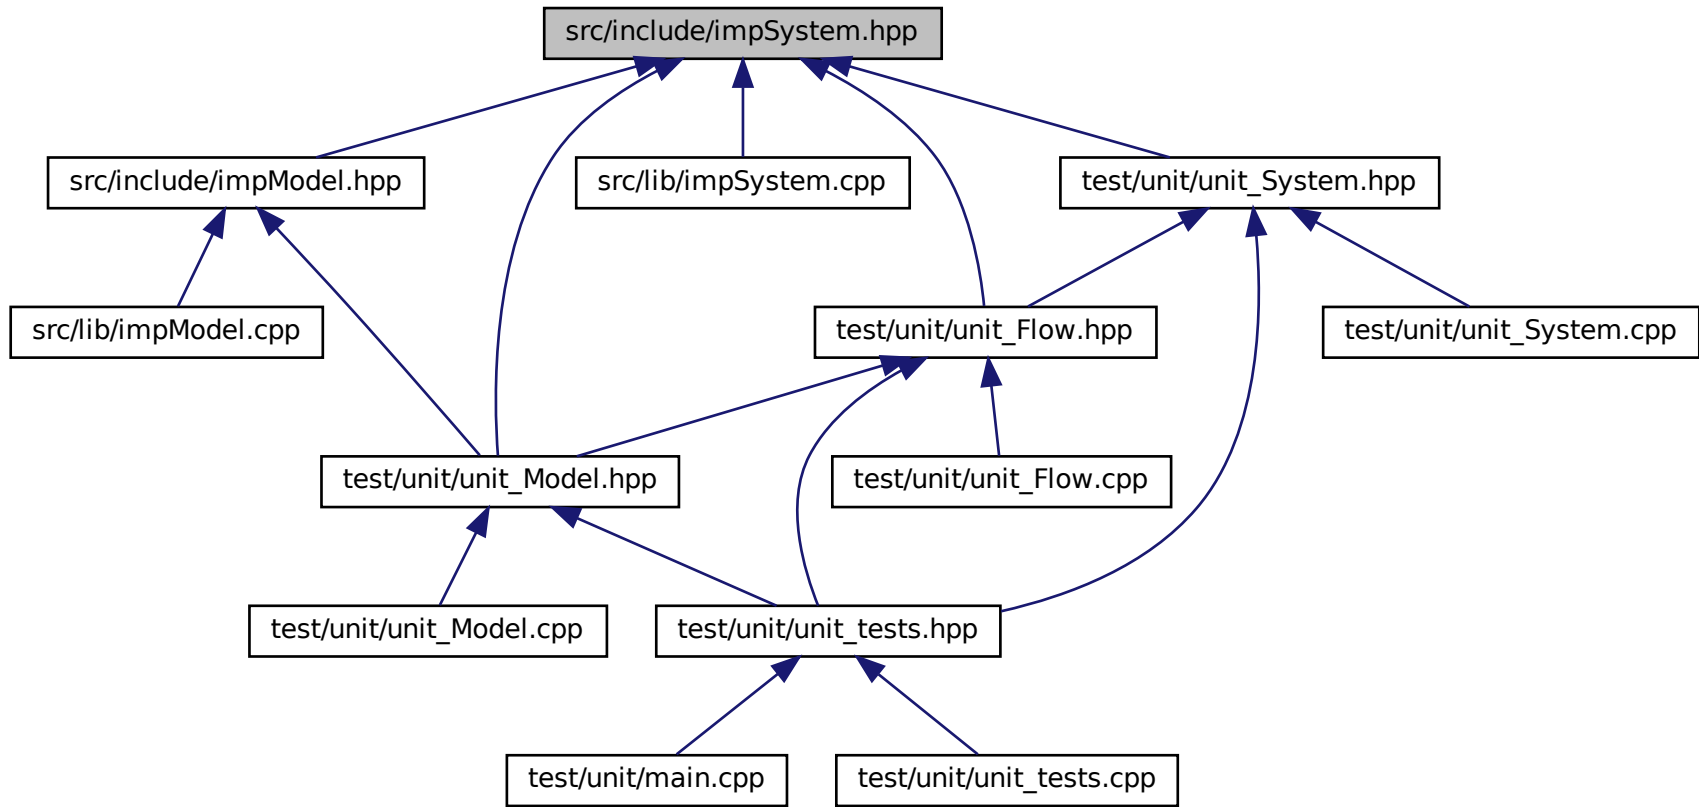 src/include/impSystem.hpp
src/include/impModel.hpp
src/lib/impSystem.cpp
test/unit/unit_System.hpp
src/lib/impModel.cpp
test/unit/unit_Flow.hpp
test/unit/unit_System.cpp
test/unit/unit_Model.hpp
test/unit/unit_Flow.cpp
test/unit/unit_Model.cpp
test/unit/unit_tests.hpp
test/unit/main.cpp
test/unit/unit_tests.cpp